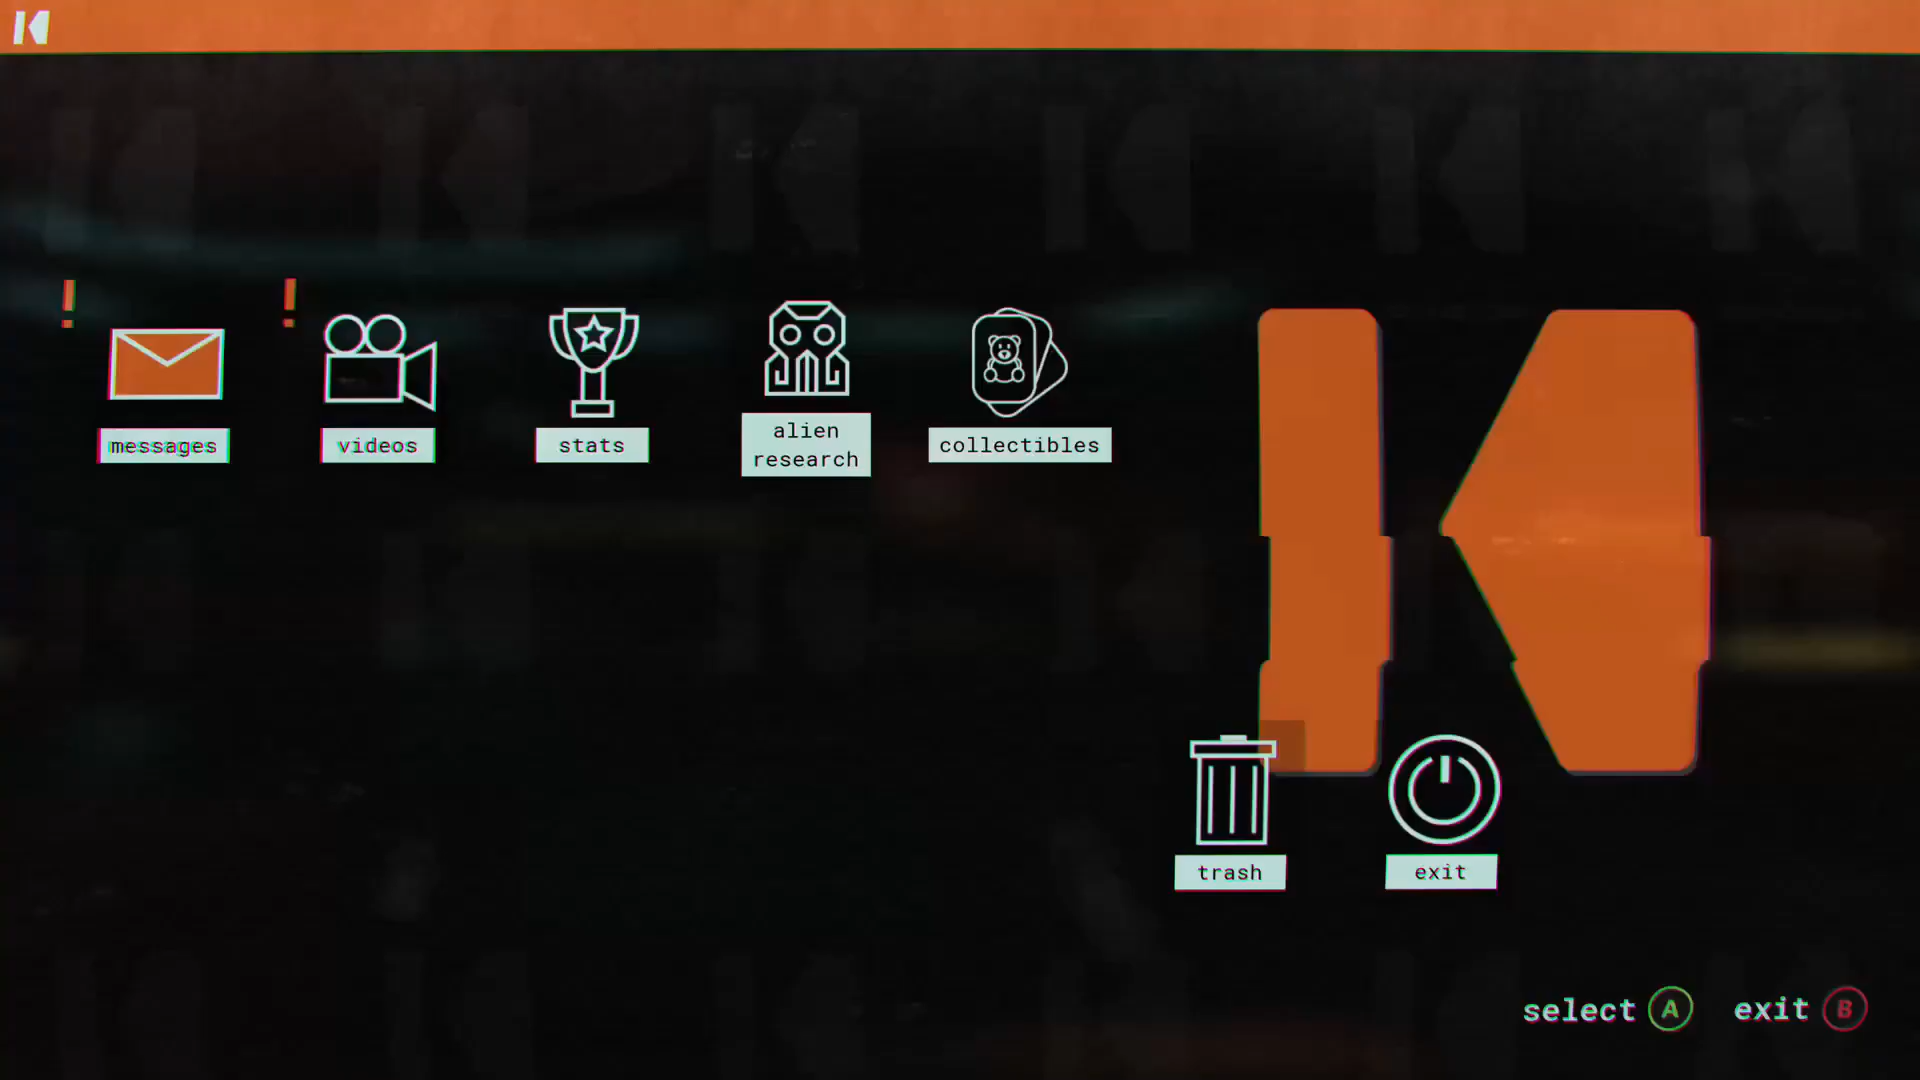 !
!
messages
videos
stats
alien
research
collectibles
trash
exit
select A
exit B